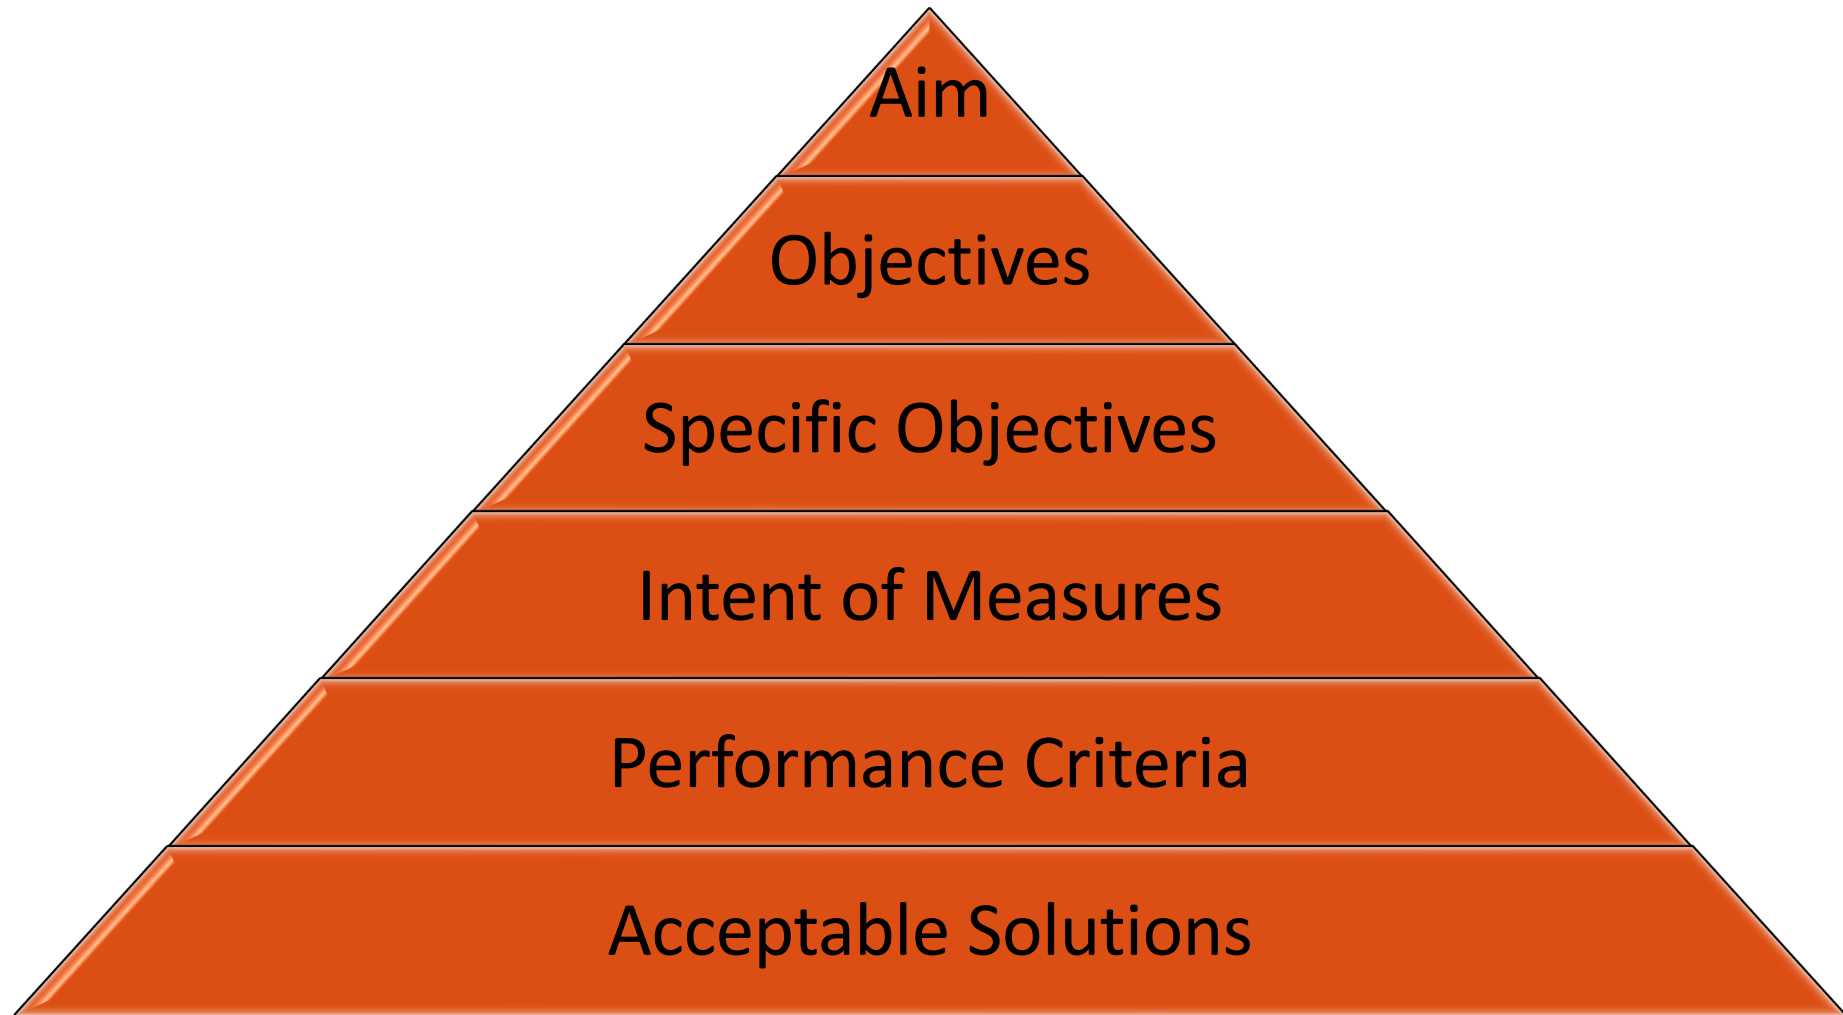 Aim
Objectives
Specific Objectives
Intent of Measures
Performance Criteria
Acceptable Solutions